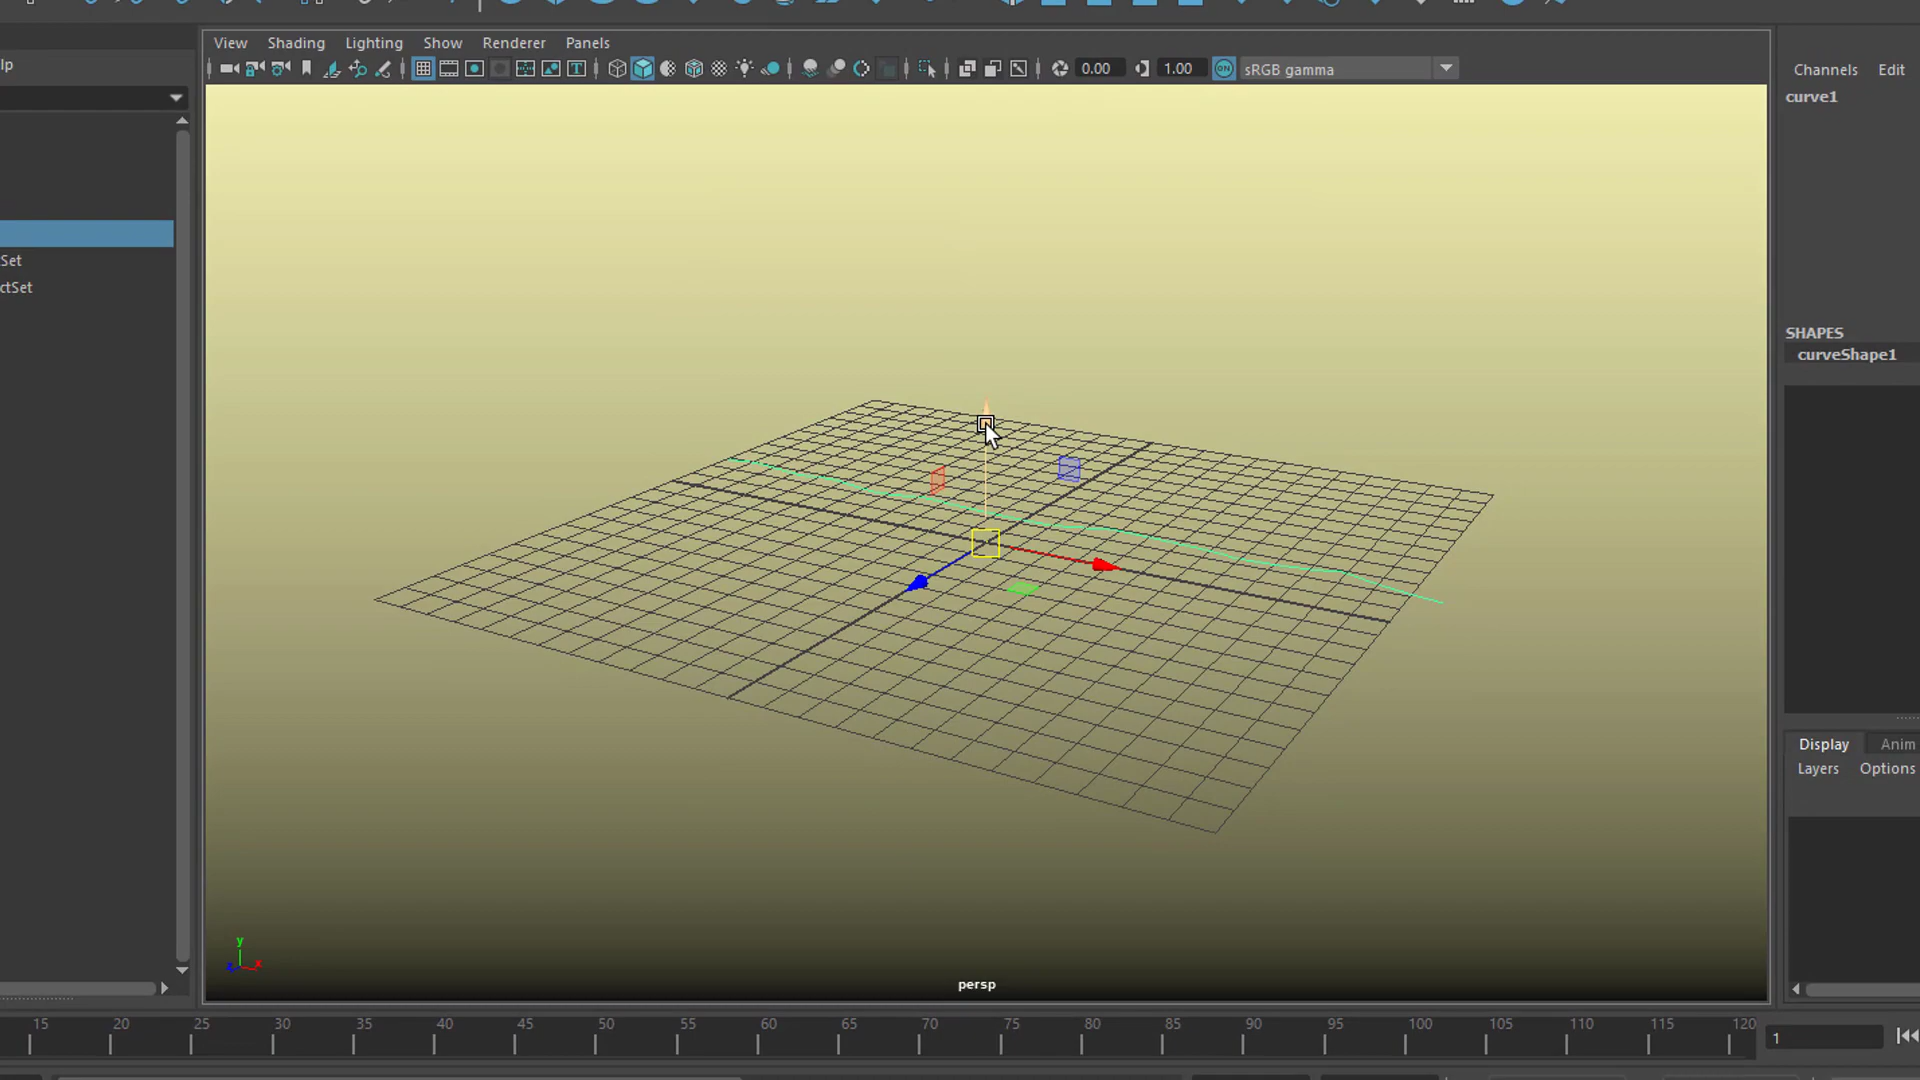 View Shading Lighting Show Renderer Panels
lp
0.00 1.00 ON sRGB gamma
Channels Edit
curve1
Set
ctSet
SHAPES
curveShape1
Display Anim
Layers Options
y
z x
persp
15 20 25 30 35 40 45 50 55 60 65 70 75 80 85 90 95 100 105 110 115 120
1